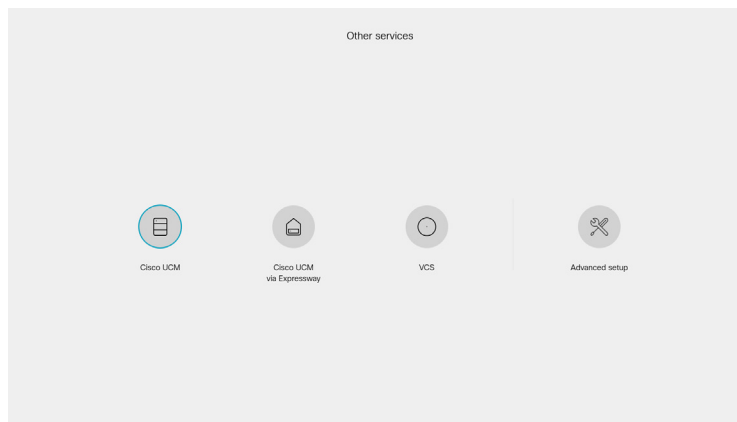 Other services
Cisco UCM
Cisco UCM
via Expressway
VCS
Advanced setup